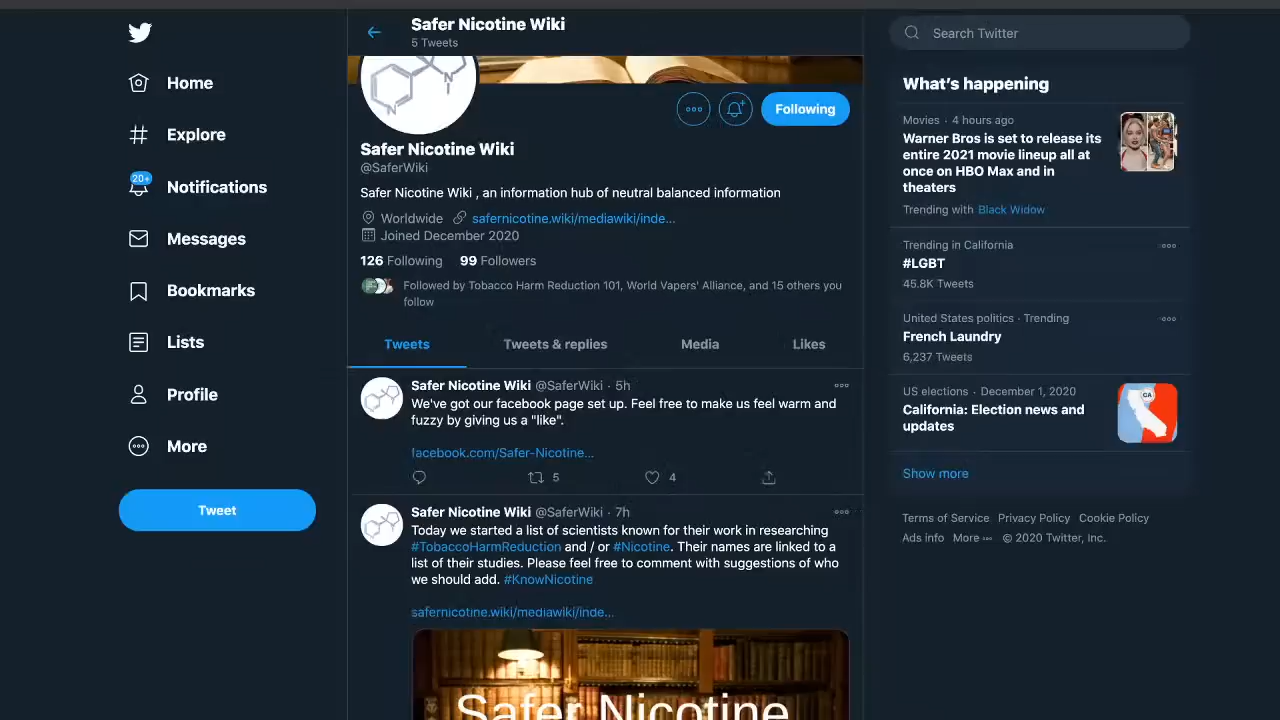 Safer Nicotine Wiki
5 Tweets
Home
Explore
20+
Notifications
Messages
Bookmarks
Lists
Profile
More
Tweet
N
N
Following
Safer Nicotine Wiki
@SaferWiki
Safer Nicotine Wiki , an information hub of neutral balanced information
Worldwide safernicotine.wiki/mediawiki/inde...
Joined December 2020
126 Following 99 Followers
Followed by Tobacco Harm Reduction 101, World Vapers' Alliance, and 15 others you
follow
Tweets Tweets & replies Media Likes
Safer Nicotine Wiki @SaferWiki · 5h
We've got our facebook page set up. Feel free to make us feel warm and
fuzzy by giving us a "like".
facebook.com/Safer-Nicotine...
5 4
Safer Nicotine Wiki @SaferWiki · 7h
Today we started a list of scientists known for their work in researching
#TobaccoHarmReduction and / or #Nicotine. Their names are linked to a
list of their studies. Please feel free to comment with suggestions of who
we should add. #KnowNicotine
safernicotine.wiki/mediawiki/inde...
Safer Nicotine
Search Twitter
What's happening
Movies · 4 hours ago
Warner Bros is set to release its
entire 2021 movie lineup all at
once on HBO Max and in
theaters
Trending with Black Widow
Trending in California
#LGBT
45.8K Tweets
United States politics · Trending
French Laundry
6,237 Tweets
US elections · December 1, 2020
California: Election news and
updates
CA
Show more
Terms of Service Privacy Policy Cookie Policy
Ads info More © 2020 Twitter, Inc.